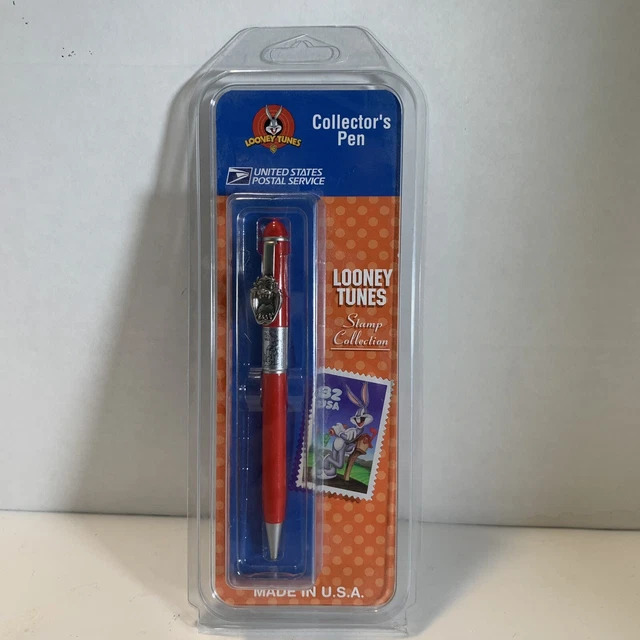 LOONEY TUNES
Collector's
Pen
UNITED STATES
POSTAL SERVICE
LOONEY
TUNES
Stamp
Collection
32
USA
MADE IN U.S.A.